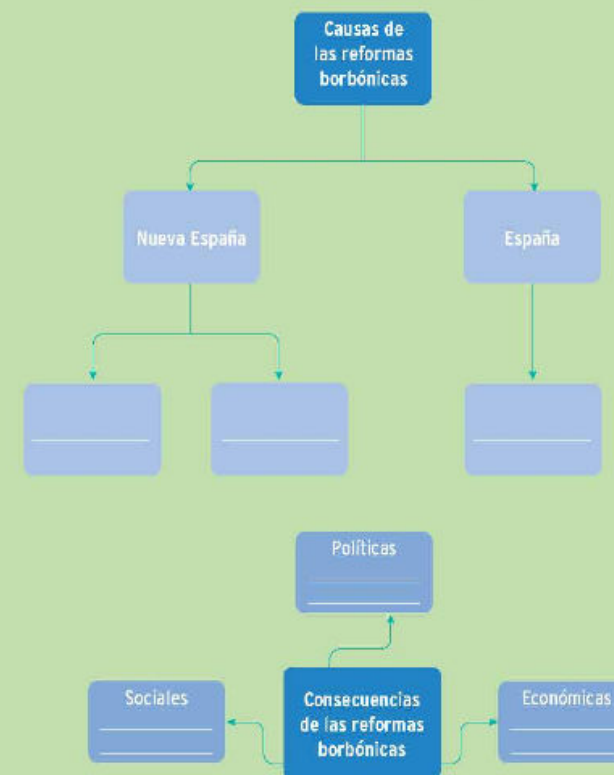 Causas de
las reformas
borbónicas
Nueva España
España
Políticas
Sociales
Consecuencias
de las reformas
borbónicas
Económicas